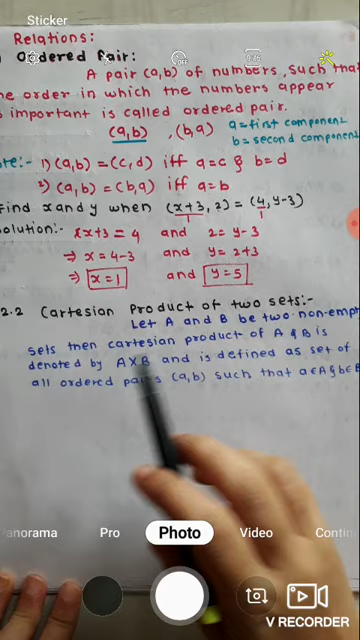 Sticker
Relations:
Ordered Pair:
A pair (a,b) of numbers, such that
the order in which the numbers appear
is important is called ordered pair.
(a,b) , (b,a) a=first component
b=second component
Note:- 1) (a,b) = (c,d) iff a=c & b=d
2) (a,b) = (b,a) iff a=b
Find x and y when (x+3, 2) = (4, y-3)
Solution:- x+3 = 4 and 2 = y-3
⇒ x = 4-3 and y = 2+3
⇒ x=1 and y=5
2.2 Cartesian Product of two sets:-
Let A and B be two non-empt
sets then cartesian product of A & B is
denoted by AXB and is defined as set of
all ordered pairs (a,b) such that a∈A & b∈B
anorama Pro Photo Video Contin
V RECORDER